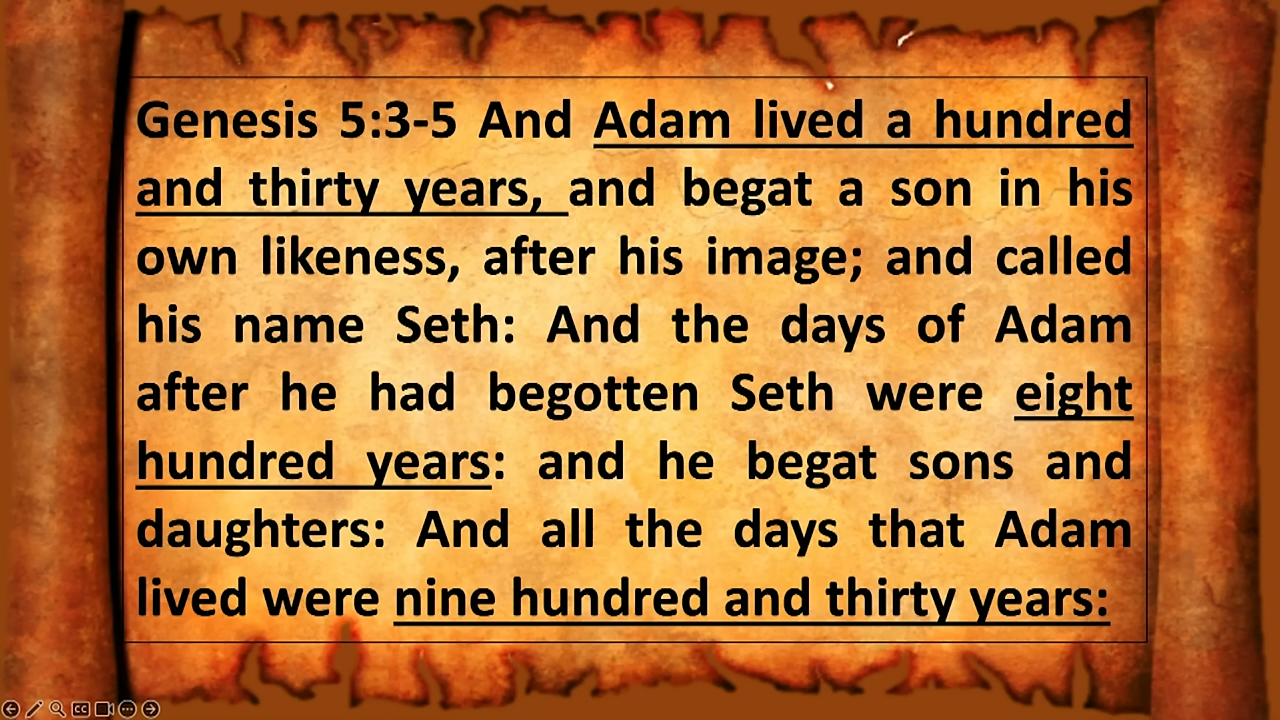 Genesis 5:3-5 And Adam lived a hundred
and thirty years, and begat a son in his
own likeness, after his image; and called
his name Seth: And the days of Adam
after he had begotten Seth were eight
hundred years: and he begat sons and
daughters: And all the days that Adam
lived were nine hundred and thirty years:
CC